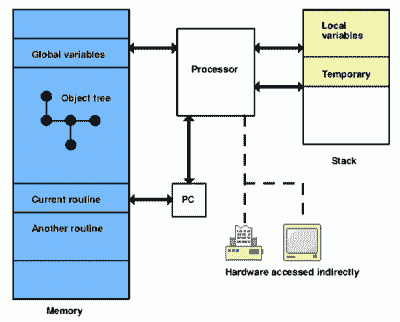 Global variables
Object tree
Current routine
Another routine
Memory
Processor
PC
Local
variables
Temporary
Stack
Hardware accessed indirectly